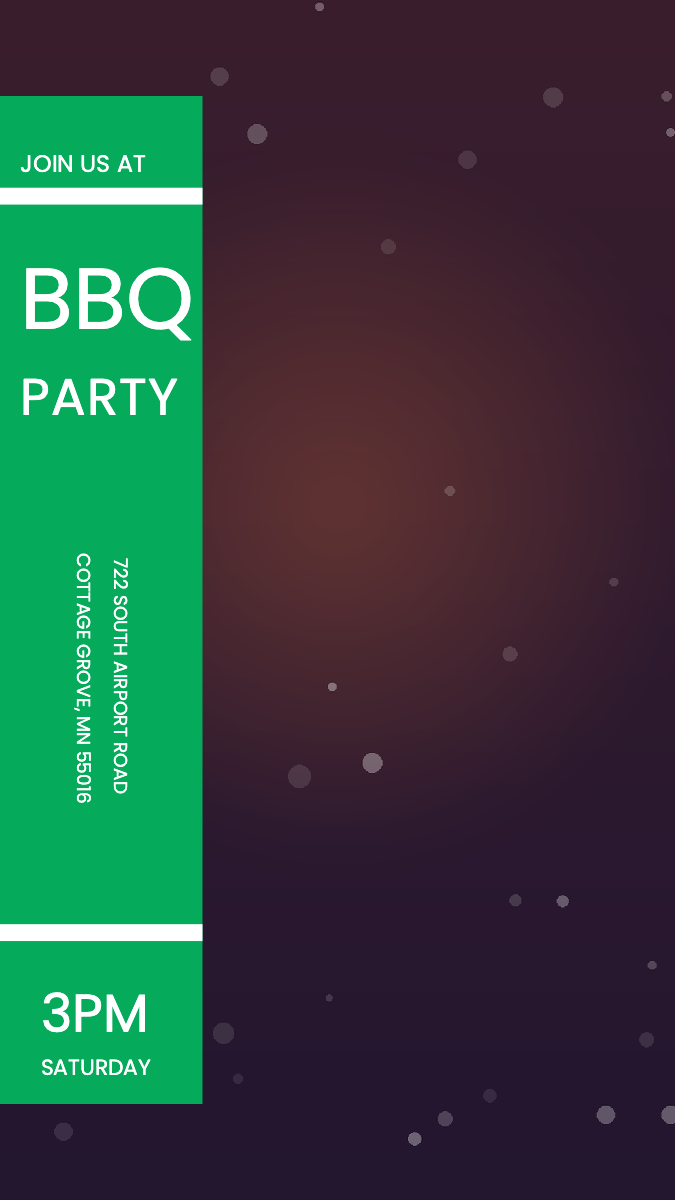 JOIN US AT
BBQ
PARTY
722 SOUTH AIRPORT ROAD
COTTAGE GROVE, MN 55016
3PM
SATURDAY